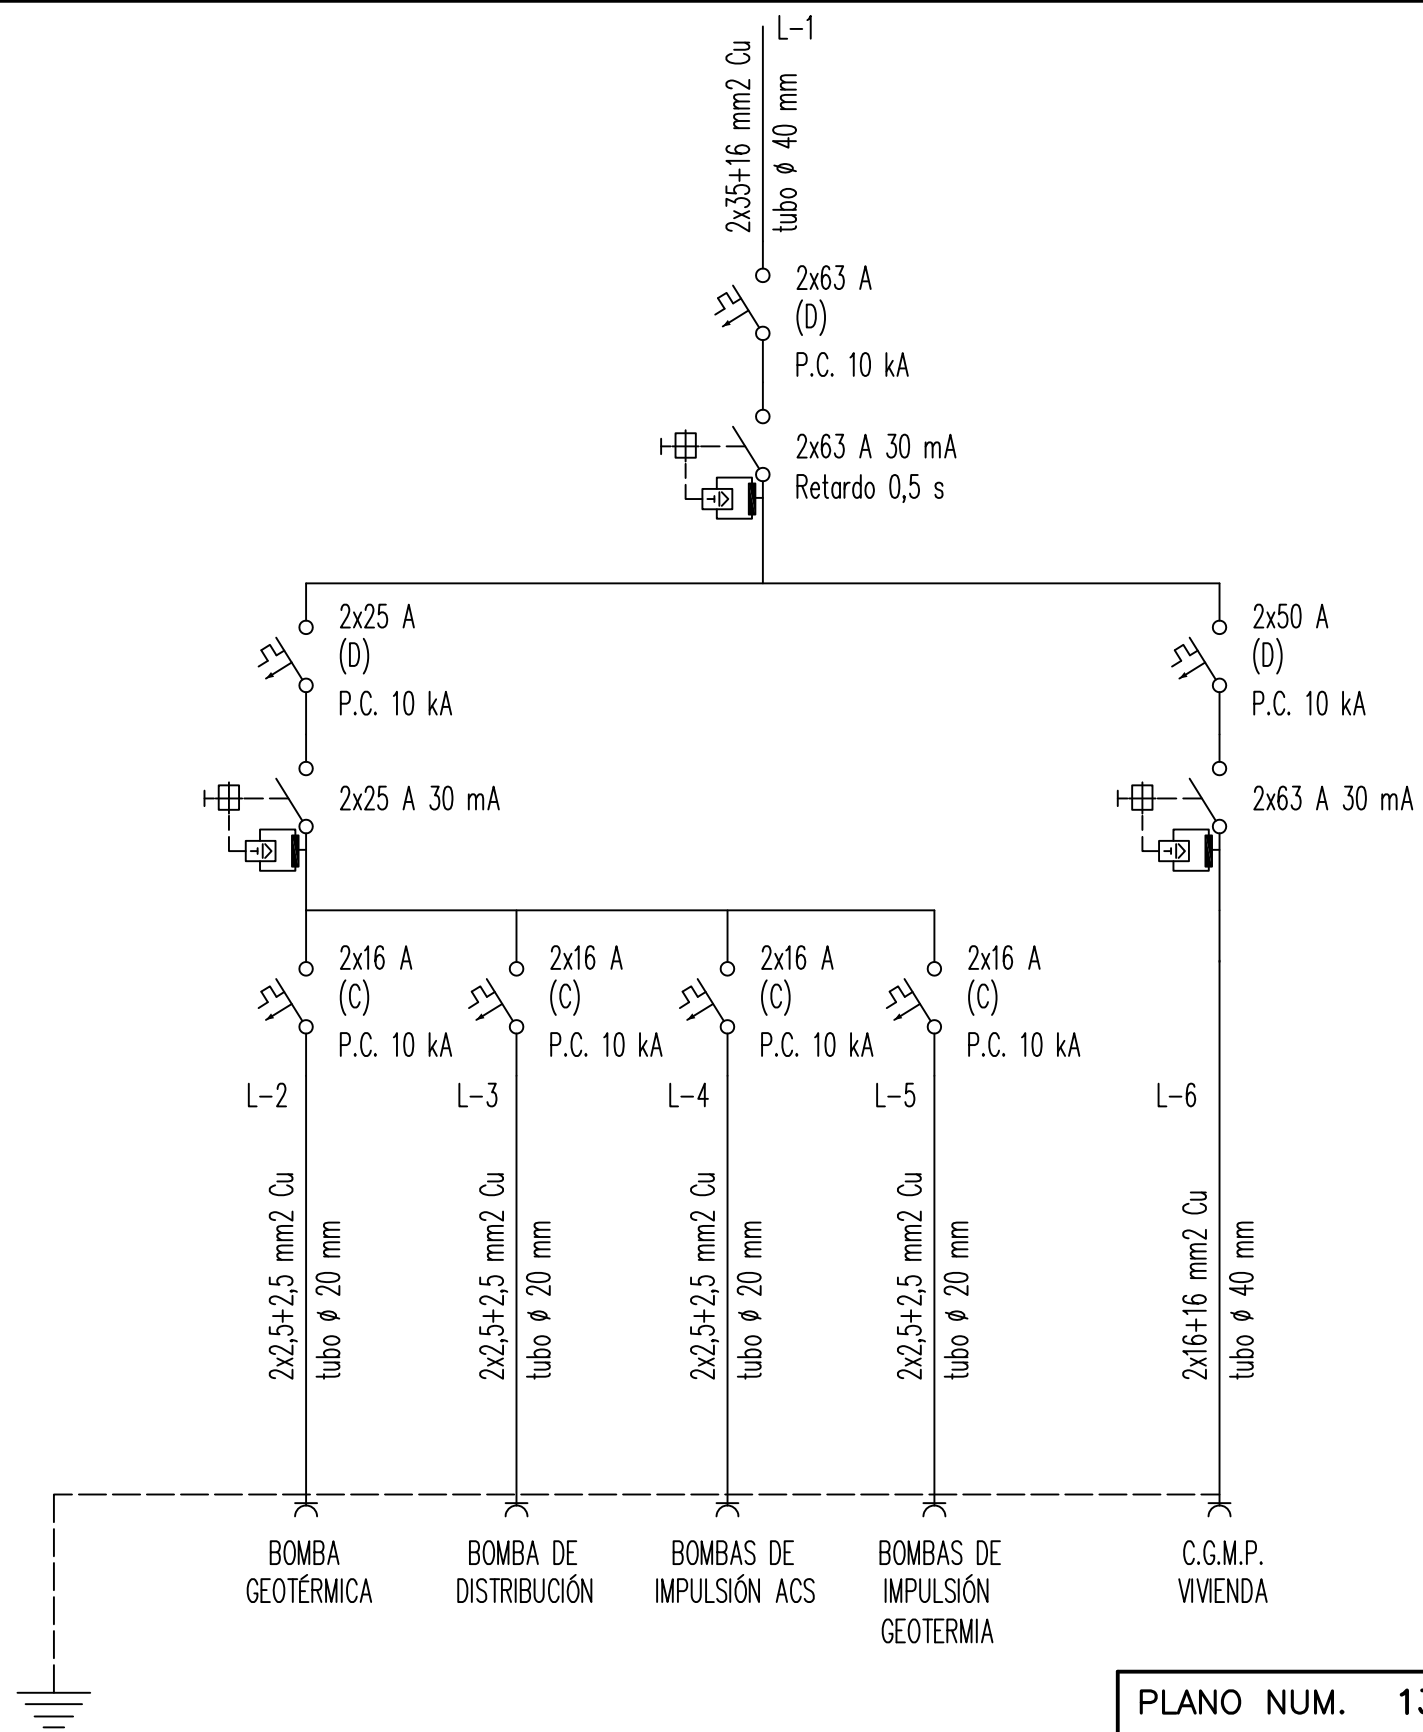 L-1
2x35+16 mm2 Cu
tubo ø 40 mm
2x63 A
(D)
P.C. 10 kA
2x63 A 30 mA
Retardo 0,5 s
2x25 A
(D)
P.C. 10 kA
2x50 A
(D)
P.C. 10 kA
2x25 A 30 mA
2x63 A 30 mA
2x16 A
(C)
P.C. 10 kA
2x16 A
(C)
P.C. 10 kA
2x16 A
(C)
P.C. 10 kA
2x16 A
(C)
P.C. 10 kA
L-2
L-3
L-4
L-5
L-6
2x2,5+2,5 mm2 Cu
tubo ø 20 mm
2x2,5+2,5 mm2 Cu
tubo ø 20 mm
2x2,5+2,5 mm2 Cu
tubo ø 20 mm
2x2,5+2,5 mm2 Cu
tubo ø 20 mm
2x16+16 mm2 Cu
tubo ø 40 mm
BOMBA
GEOTÉRMICA
BOMBA DE
DISTRIBUCIÓN
BOMBAS DE
IMPULSIÓN ACS
BOMBAS DE
IMPULSIÓN
GEOTERMIA
C.G.M.P.
VIVIENDA
PLANO NUM.